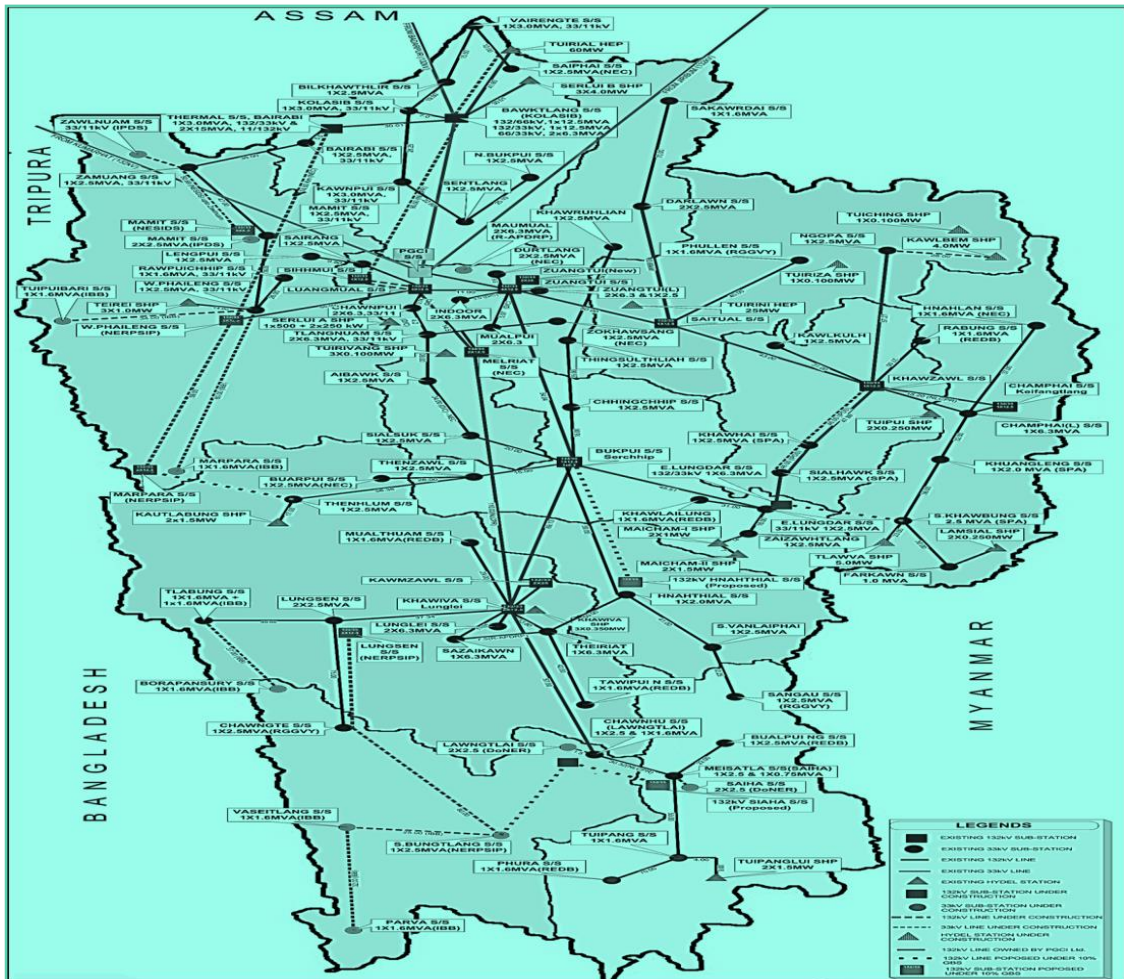 ASSAM
VAIRENGTE S/S
1X3.0MVA, 33/11kV
TUIRIAL HEP
60MW
SAIPHAI S/S
1X2.5MVA(NEC)
BILKHAWTHLIR S/S
1X2.5MVA
SERLUI B SHP
3X4.0MW
KOLASIB S/S
1X3.0MVA, 33/11kV
BAWKTLANG S/S
(KOLASIB)
132/66kV, 1x12.5MVA
132/33kV, 1x12.5MVA
66/33kV, 2x6.3MVA
SAKAWRDAI S/S
1X1.6MVA
ZAWLNUAM S/S
33/11kV (IPDS)
THERMAL S/S, BAIRABI
1X3.0MVA, 132/33kV &
2X15MVA, 11/132kV
BAIRABI S/S
1X2.5MVA,
33/11kV
TRIPURA
ZAMUANG S/S
1X2.5MVA, 33/11kV
KAWNPUI S/S
1X3.0MVA,
33/11kV
N.BUKPUI S/S
1X2.5MVA
SENTLANG
1X2.5MVA
MAMIT S/S
1X2.5MVA,
33/11kV
MAMIT S/S
(NESIDS)
MAMIT S/S
2X2.5MVA(IPDS)
SAIRANG
1X2.5MVA
MAUMUAL
2X6.3MVA
(R-APDRP)
KHAWRUHLIAN
1X2.5MVA
DARLAWN S/S
2X2.5MVA
PHULLEN S/S
1X1.6MVA (RGGVY)
NGOPA S/S
1X2.5MVA
TUICHING SHP
1X0.100MW
KAWLBEM SHP
4.0MW
PGCI
S/S
DURTLANG
2X2.5MVA
(NEC)
ZUANGTUI(New)
ZUANGTUI S/S
ZUANGTUI(L)
2X6.3 &1X2.5
TUIRIZA SHP
1X0.100MW
LENGPUI S/S
1X2.5MVA
SIHHMUI S/S
RAWPUICHHIP S/S
1X1.6MVA, 33/11kV
LUANGMUAL S/S
TUIPUIBARI S/S
1X1.6MVA(IBB)
W.PHAILENG S/S
2X2.5MVA, 33/11kV
TEIREI SHP
3X1.0MW
W.PHAILENG S/S
(NERPSIP)
CHAWNPUI
2X6.3,33/11
INDOOR
2X6.3MVA
MUALPUI
2X6.3
SERLUI A SHP
1x500 + 2x250 kW
TLANGNUAM S/S
2X6.3MVA, 33/11kV
TUIRIVANG SHP
3X0.100MW
MELRIAT
S/S
(NEC)
ZOKHAWSANG
1X2.5MVA
(NEC)
TUIRINI HEP
25MW
SAITUAL S/S
HNAHLAN S/S
1X1.6MVA (NEC)
RABUNG S/S
1X1.6MVA
(REDB)
KAWLKULH
1X2.5MVA
THINGSULTHLIAH S/S
1X2.5MVA
AIBAWK S/S
1X2.5MVA
KHAWZAWL S/S
CHAMPHAI S/S
Keifangtlang
CHHINGCHHIP S/S
1X2.5MVA
TUIPUI SHP
2X0.250MW
CHAMPHAI(L) S/S
1X6.3MVA
SIALSUK S/S
1X2.5MVA
KHAWHAI S/S
1X2.5MVA (SPA)
BUKPUI S/S
Serchhip
THENZAWL S/S
1X2.5MVA
MARPARA S/S
1X1.6MVA(IBB)
MARPARA S/S
(NERPSIP)
BUARPUI S/S
1X2.5MVA(NEC)
E.LUNGDAR S/S
132/33kV 1X6.3MVA
SIALHAWK S/S
1X2.5MVA (SPA)
KHUANGLENG S/S
1X2.0 MVA (SPA)
THENHLUM S/S
1X2.5MVA
KAUTLABUNG SHP
2x1.5MW
KHAWLAILUNG
1X1.6MVA(REDB)
MAICHAM-I SHP
2X1MW
E.LUNGDAR S/S
33/11kV 1X2.5MVA
ZAIZAWHTLANG
1X2.5MVA
S.KHAWBUNG S/S
2.5 MVA (SPA)
LAMSIAL SHP
2X0.250MW
MUALTHUAM S/S
1X1.6MVA(REDB)
MAICHAM-II SHP
2X1.5MW
TLAWVA SHP
5.0MW
FARKAWN S/S
1.0 MVA
KAWMZAWL S/S
132kV HNAHTHIAL S/S
(Proposed)
TLABUNG S/S
1X1.6MVA +
1x1.6MVA(IBB)
LUNGSEN S/S
2X2.5MVA
KHAWIVA S/S
Lunglei
HNAHTHIAL S/S
1X2.0MVA
KHAWIVA
SHP
3X0.350MW
LUNGLEI S/S
2X6.3MVA
SAZAIKAWN
1X6.3MVA
THEIRIAT
1X6.3MVA
S.VANLAIPHAI
1X2.5MVA
LUNGSEN
S/S
(NERPSIP)
BORAPANSURY S/S
1X1.6MVA(IBB)
TAWIPUI N S/S
1X1.6MVA(REDB)
SANGAU S/S
1X2.5MVA
(RGGVY)
MYANMAR
BANGLADESH
CHAWNGTE S/S
1X2.5MVA(RGGVY)
CHAWNHU S/S
(LAWNGTLAI)
1X2.5 & 1X1.6MVA
LAWNGTLAI S/S
2X2.5 (DoNER)
BUALPUI NG S/S
1X2.5MVA(REDB)
MEISATLA S/S(SAIHA)
1X2.5 & 1X0.75MVA
SAIHA S/S
2X2.5 (DoNER)
132kV SIAHA S/S
(Proposed)
VASEITLANG S/S
1X1.6MVA(IBB)
S.BUNGTLANG S/S
1X2.5MVA(NERPSIP)
TUIPANG S/S
1X1.6MVA
PHURA S/S
1X1.6MVA(REDB)
TUIPANGLUI SHP
2X1.5MW
PARVA S/S
1X1.6MVA(IBB)
LEGENDS
EXISTING 132kV SUB-STATION
EXISTING 33kV SUB-STATION
EXISTING 132kV LINE
EXISTING 33kV LINE
EXISTING HYDEL STATION
132kV SUB-STATION UNDER
CONSTRUCTION
33kV SUB-STATION UNDER
CONSTRUCTION
132kV LINE UNDER CONSTRUCTION
33kV LINE UNDER CONSTRUCTION
HYDEL STATION UNDER
CONSTRUCTION
132kV LINE OWNED BY PGCI Ltd.
132kV LINE POPOSED UNDER 10%
GBS
132kV SUB-STATION POPOSED
UNDER 10% GBS